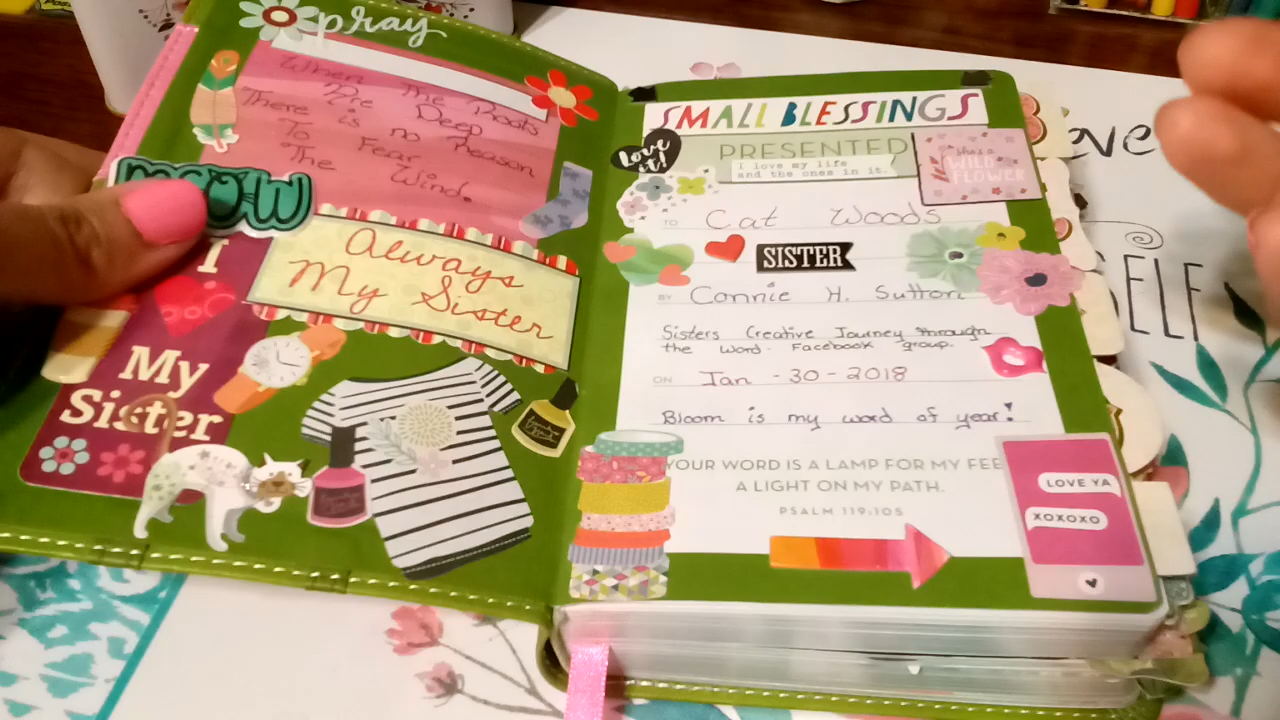 pray
When The Roots
Are Deep
There is no Reason
To Fear
The Wind.
meow
Always
My Sister
I
My
Sister
SMALL BLESSINGS
Love it!
PRESENTED
I love my life
and the ones in it.
she's a
WILD
FLOWER
TO Cat Woods
SISTER
BY Connie H. Sutton
Sisters Creative Journey through
the word. Facebook group.
ON Jan - 30 - 2018
Bloom is my word of year!
YOUR WORD IS A LAMP FOR MY FEE
A LIGHT ON MY PATH.
PSALM 119:105
LOVE YA
XOXOXO